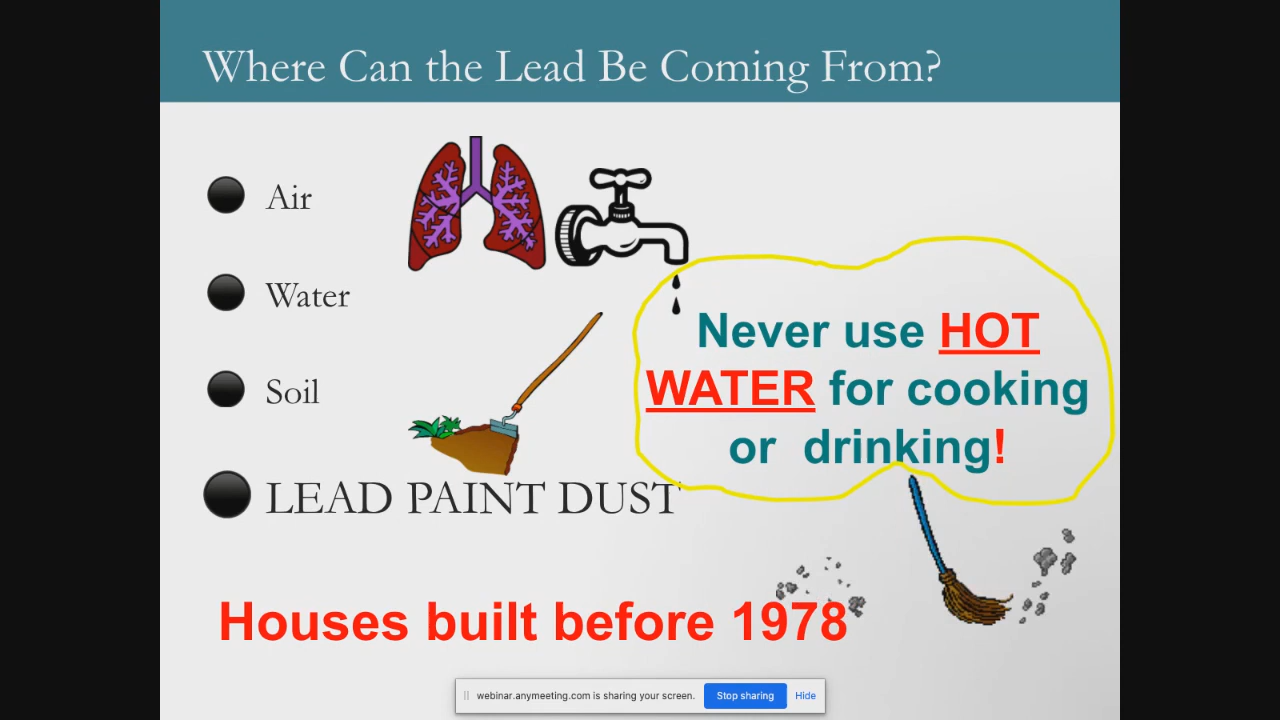 Where Can the Lead Be Coming From?
Air
Water
Soil
LEAD PAINT DUST
Never use HOT
WATER for cooking
or drinking!
Houses built before 1978
webinar.anymeeting.com is sharing your screen. Stop sharing Hide